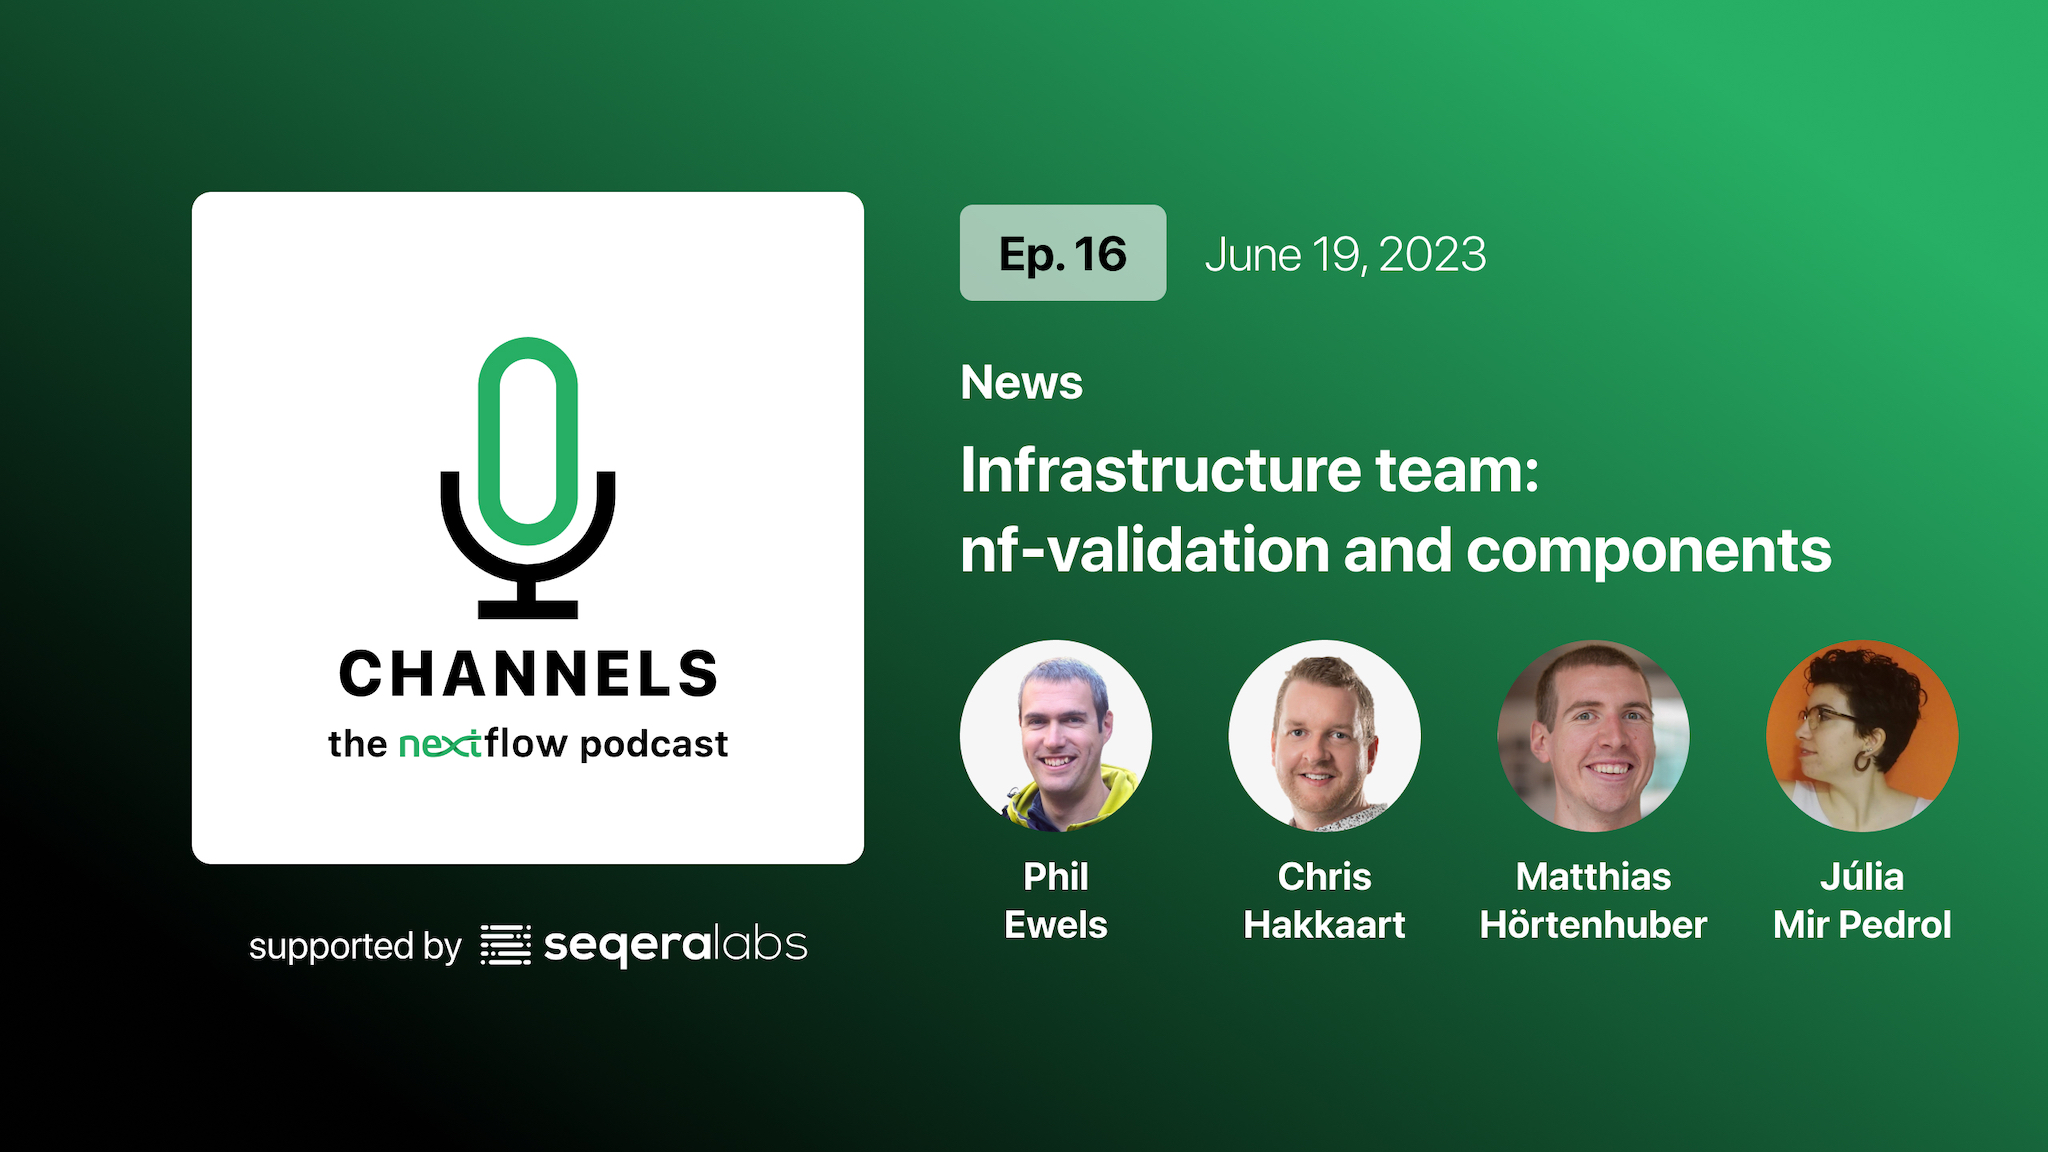 CHANNELS
the nextflow podcast
supported by seqeralabs
Ep. 16
June 19, 2023
News
Infrastructure team:
nf-validation and components
Phil
Ewels
Chris
Hakkaart
Matthias
Hörtenhuber
Júlia
Mir Pedrol